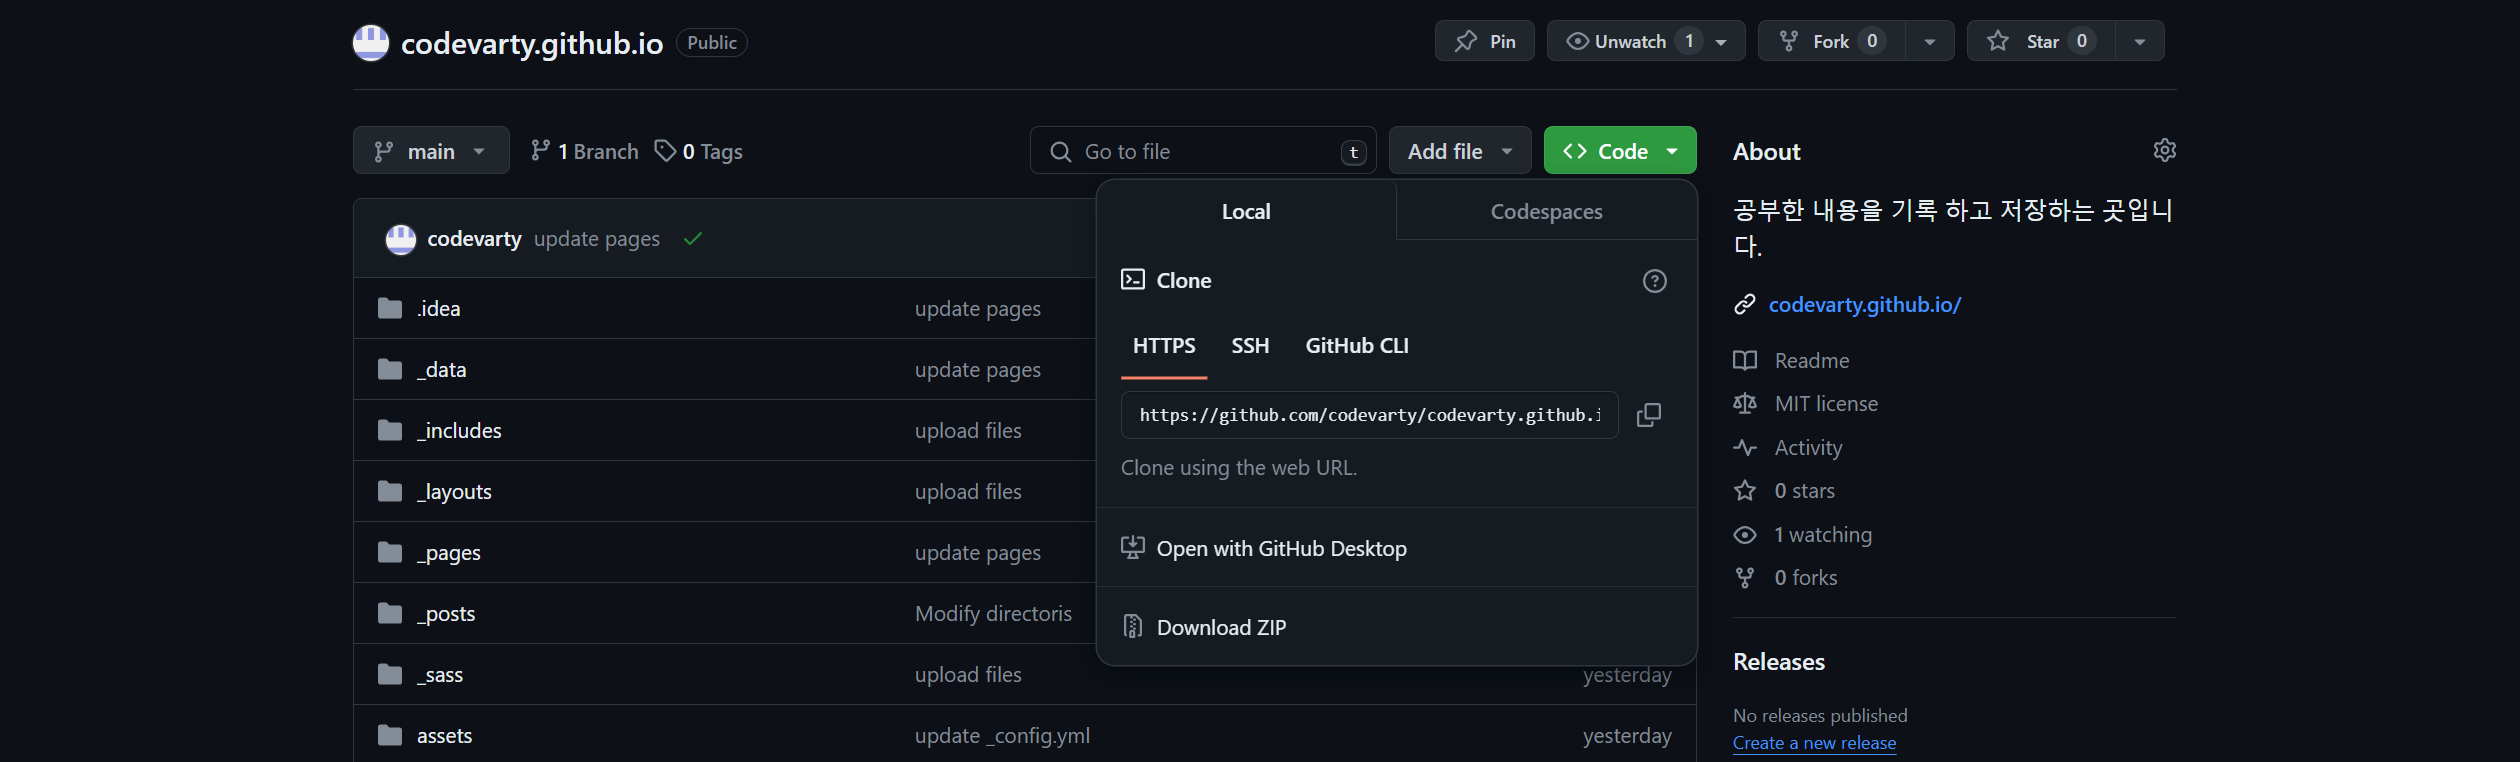 codevarty.github.io Public Pin Unwatch 1 Fork 0 Star 0
main 1 Branch 0 Tags Go to file t Add file Code
Local Codespaces
Clone
HTTPS SSH GitHub CLI
https://github.com/codevarty/codevarty.github.i
Clone using the web URL.
Open with GitHub Desktop
Download ZIP
codevarty update pages
.idea update pages
_data update pages
_includes upload files
_layouts upload files
_pages update pages
_posts Modify directoris
_sass upload files yesterday
assets update _config.yml yesterday
About
공부한 내용을 기록 하고 저장하는 곳입니
다.
codevarty.github.io/
Readme
MIT license
Activity
0 stars
1 watching
0 forks
Releases
No releases published
Create a new release